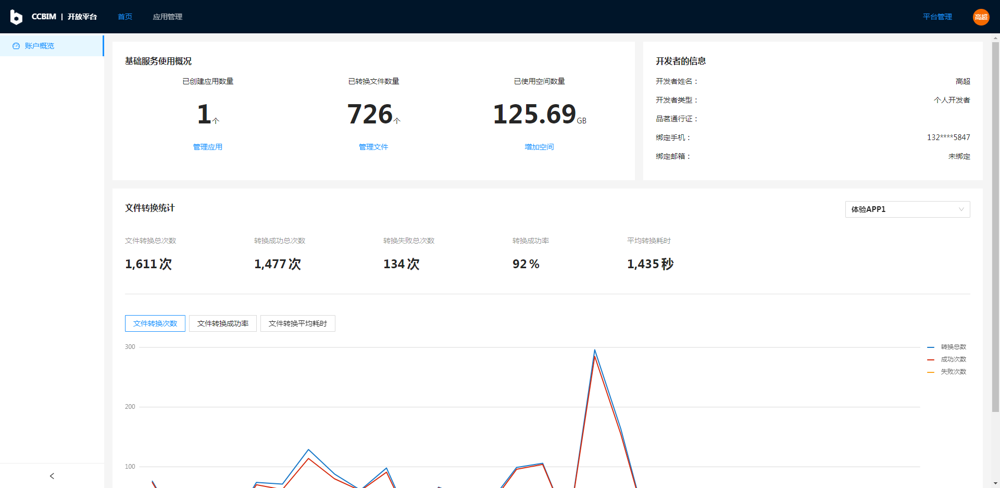 CCBIM | 开放平台
首页
应用管理
平台管理
高超
账户概览
基础服务使用概况
已创建应用数量
1个
管理应用
已转换文件数量
726个
管理文件
已使用空间数量
125.69GB
增加空间
开发者的信息
开发者姓名：
高超
开发者类型：
个人开发者
品茗通行证：
绑定手机：
132****5847
绑定邮箱：
未绑定
文件转换统计
体验APP1
文件转换总次数
1,611 次
转换成功总次数
1,477 次
转换失败总次数
134 次
转换成功率
92 %
平均转换耗时
1,435 秒
文件转换次数
文件转换成功率
文件转换平均耗时
300
200
100
转换总数
成功次数
失败次数